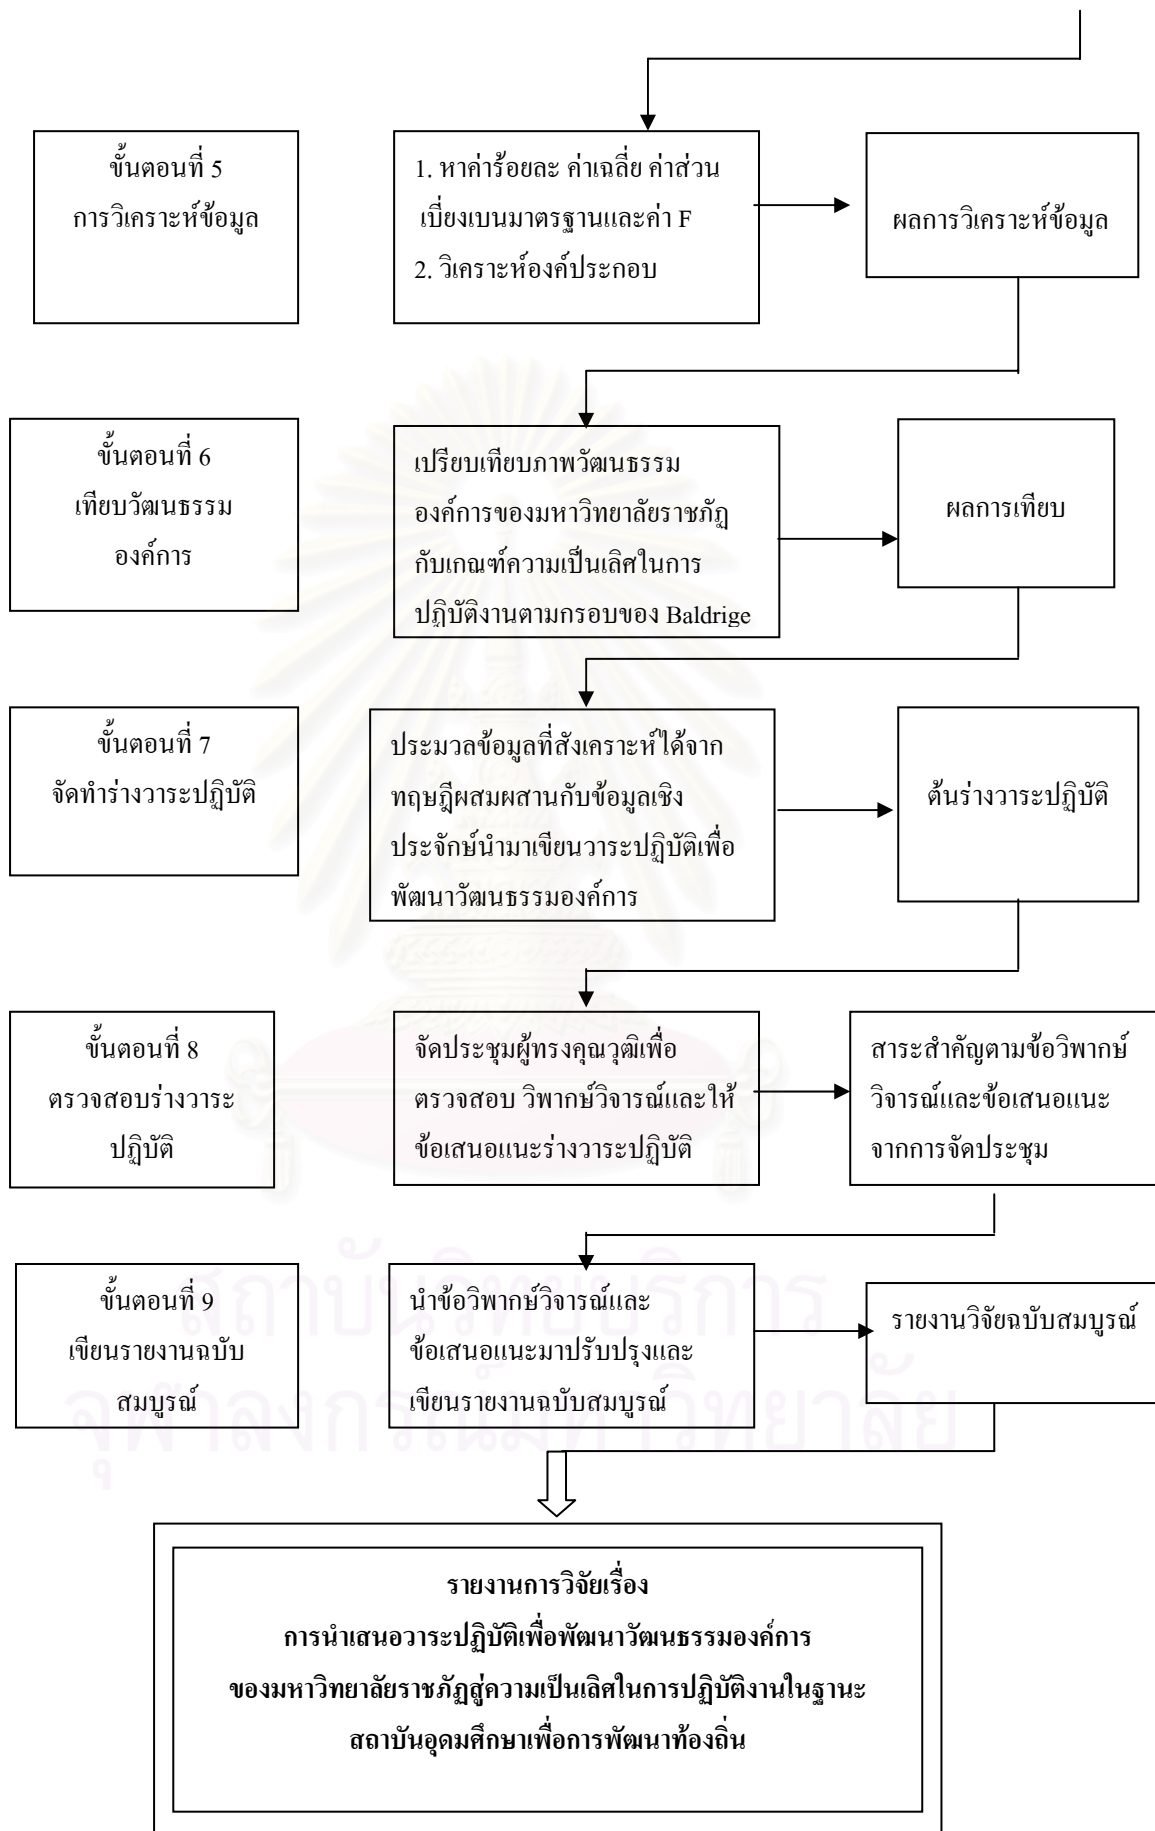 ขั้นตอนที่ 5
การวิเคราะห์ข้อมูล
1. หาค่าร้อยละ ค่าเฉลี่ย ค่าส่วน
เบี่ยงเบนมาตรฐานและค่า F
2. วิเคราะห์องค์ประกอบ
ผลการวิเคราะห์ข้อมูล
ขั้นตอนที่ 6
เทียบวัฒนธรรม
องค์การ
เปรียบเทียบภาพวัฒนธรรม
องค์การของมหาวิทยาลัยราชภัฏ
กับเกณฑ์ความเป็นเลิศในการ
ปฏิบัติงานตามกรอบของ Baldrige
ผลการเทียบ
ขั้นตอนที่ 7
จัดทำร่างวาระปฏิบัติ
ประมวลข้อมูลที่สังเคราะห์ได้จาก
ทฤษฎีผสมผสานกับข้อมูลเชิง
ประจักษ์นำมาเขียนวาระปฏิบัติเพื่อ
พัฒนาวัฒนธรรมองค์การ
ต้นร่างวาระปฏิบัติ
ขั้นตอนที่ 8
ตรวจสอบร่างวาระ
ปฏิบัติ
จัดประชุมผู้ทรงคุณวุฒิเพื่อ
ตรวจสอบ วิพากษ์วิจารณ์และให้
ข้อเสนอแนะร่างวาระปฏิบัติ
สาระสำคัญตามข้อวิพากษ์
วิจารณ์และข้อเสนอแนะ
จากการจัดประชุม
ขั้นตอนที่ 9
เขียนรายงานฉบับ
สมบูรณ์
นำข้อวิพากษ์วิจารณ์และ
ข้อเสนอแนะมาปรับปรุงและ
เขียนรายงานฉบับสมบูรณ์
รายงานวิจัยฉบับสมบูรณ์
สถาบันวิทยบริการ
จุฬาลงกรณ์มหาวิทยาลัย
รายงานการวิจัยเรื่อง
การนำเสนอวาระปฏิบัติเพื่อพัฒนาวัฒนธรรมองค์การ
ของมหาวิทยาลัยราชภัฏสู่ความเป็นเลิศในการปฏิบัติงานในฐานะ
สถาบันอุดมศึกษาเพื่อการพัฒนาท้องถิ่น